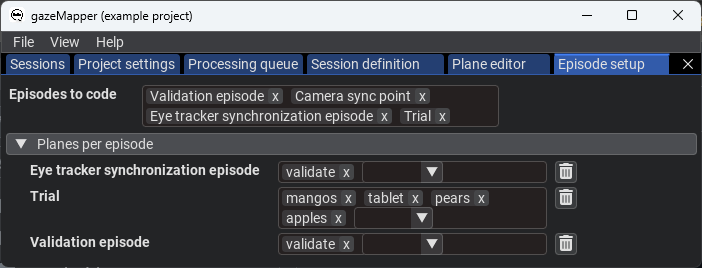 gazeMapper (example project)
File View Help
Sessions Project settings Processing queue Session definition Plane editor Episode setup
Episodes to code Validation episode x Camera sync point x
Eye tracker synchronization episode x Trial x
Planes per episode
Eye tracker synchronization episode validate x
Trial mangos x tablet x pears x
apples x
Validation episode validate x